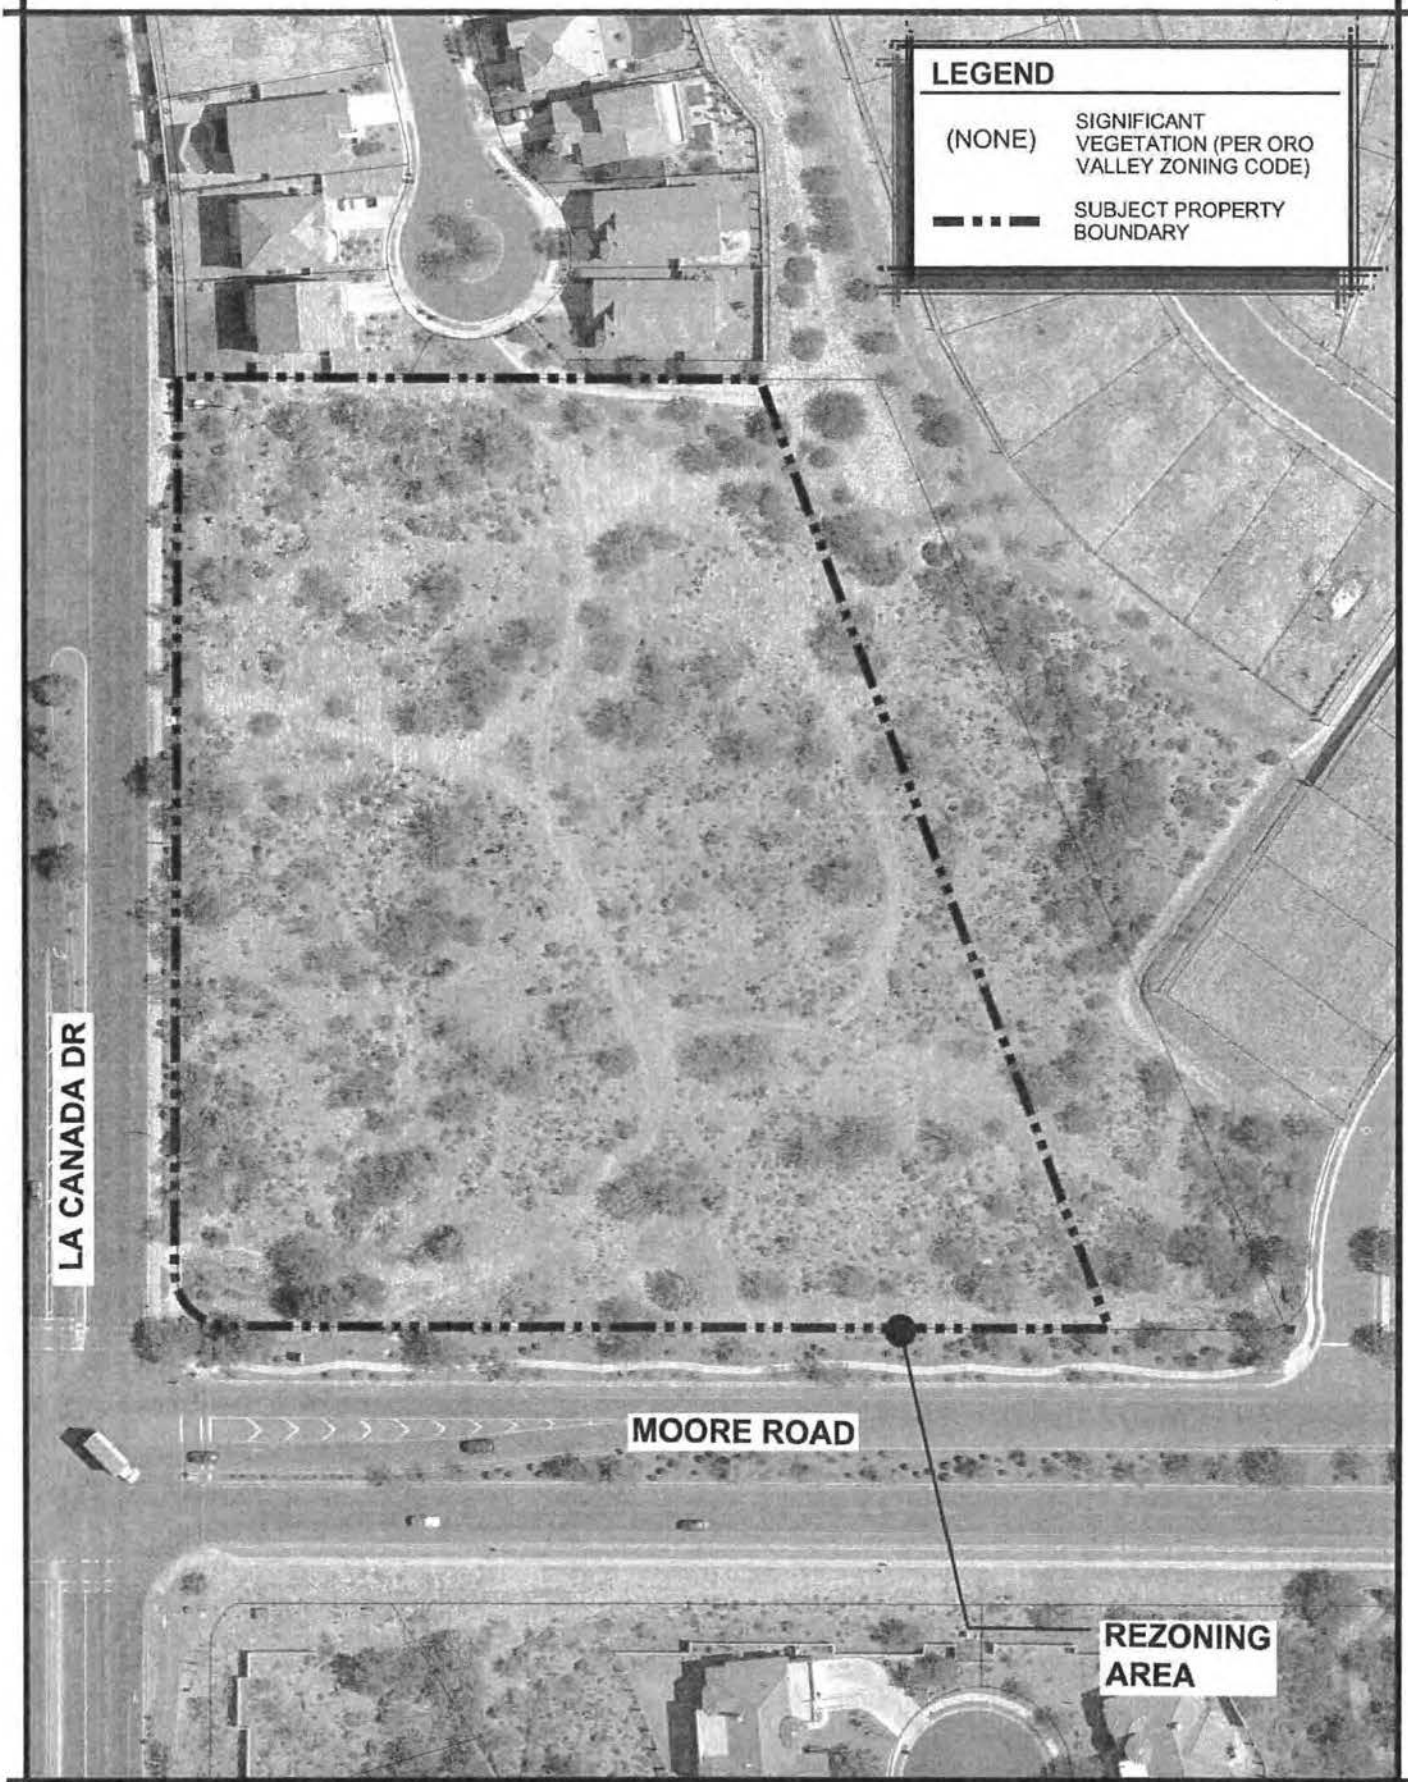 LEGEND
(NONE)
SIGNIFICANT
VEGETATION (PER ORO
VALLEY ZONING CODE)
SUBJECT PROPERTY
BOUNDARY
LA CANADA DR
MOORE ROAD
REZONING
AREA